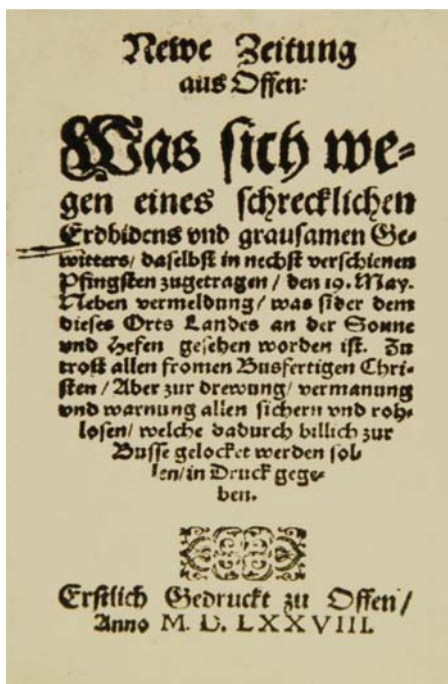 Newe Zeitung
aus Offen:
Was sich we-
gen eines schrecklichen
Erdbidens vnd grausamen Ge-
witters/ daselbst in nechst verschienen
Pfingsten zugetragen / den 19. May.
Neben vermeldung / was sider dem
dieses Orts Landes an der Sonne
vnd Hefen gesehen worden ist. Zu
trost allen fromen Busfertigen Chri-
sten / Aber zur drewung / vermanung
vnd warnung allen sichern vnd roh-
losen / welche dadurch billich zur
Busse gelocket werden sol
len/in Druck gege-
ben.
Erstlich Gedruckt zu Offen /
Anno M. D. LXXVIII.